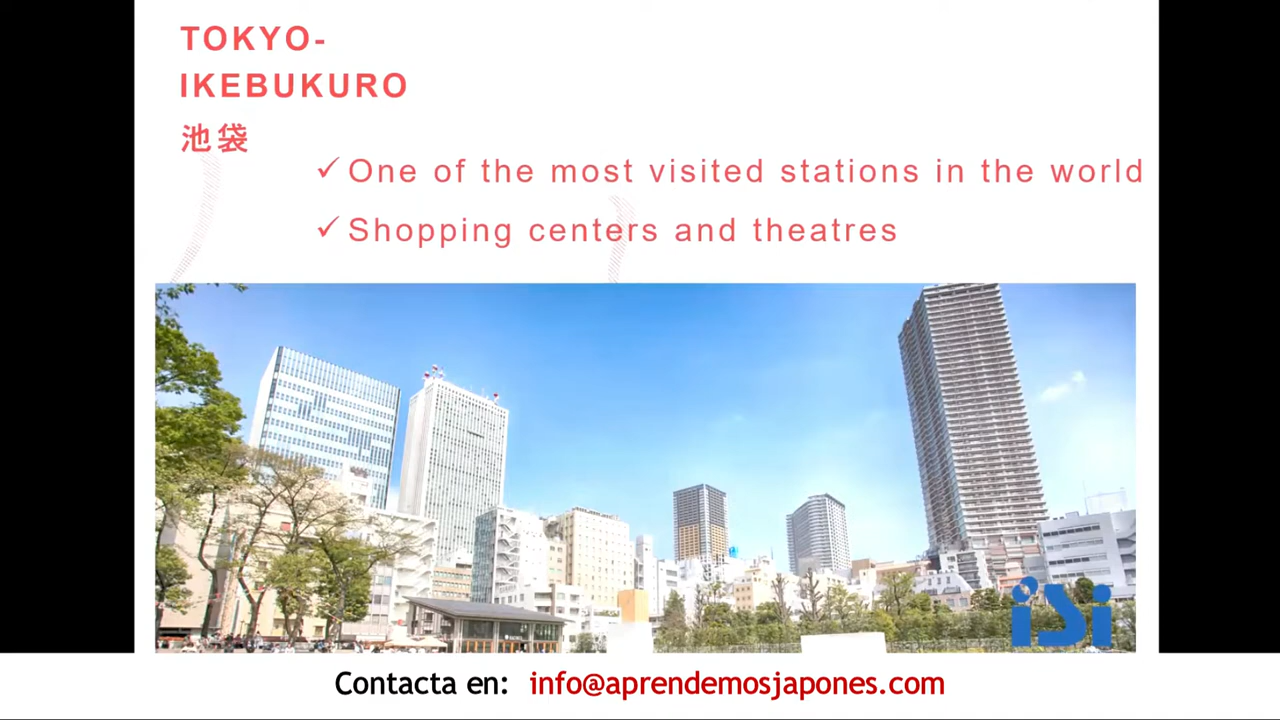 TOKYO-
IKEBUKURO
池袋
✓ One of the most visited stations in the world
✓ Shopping centers and theatres
iSi
Contacta en: info@aprendemosjapones.com